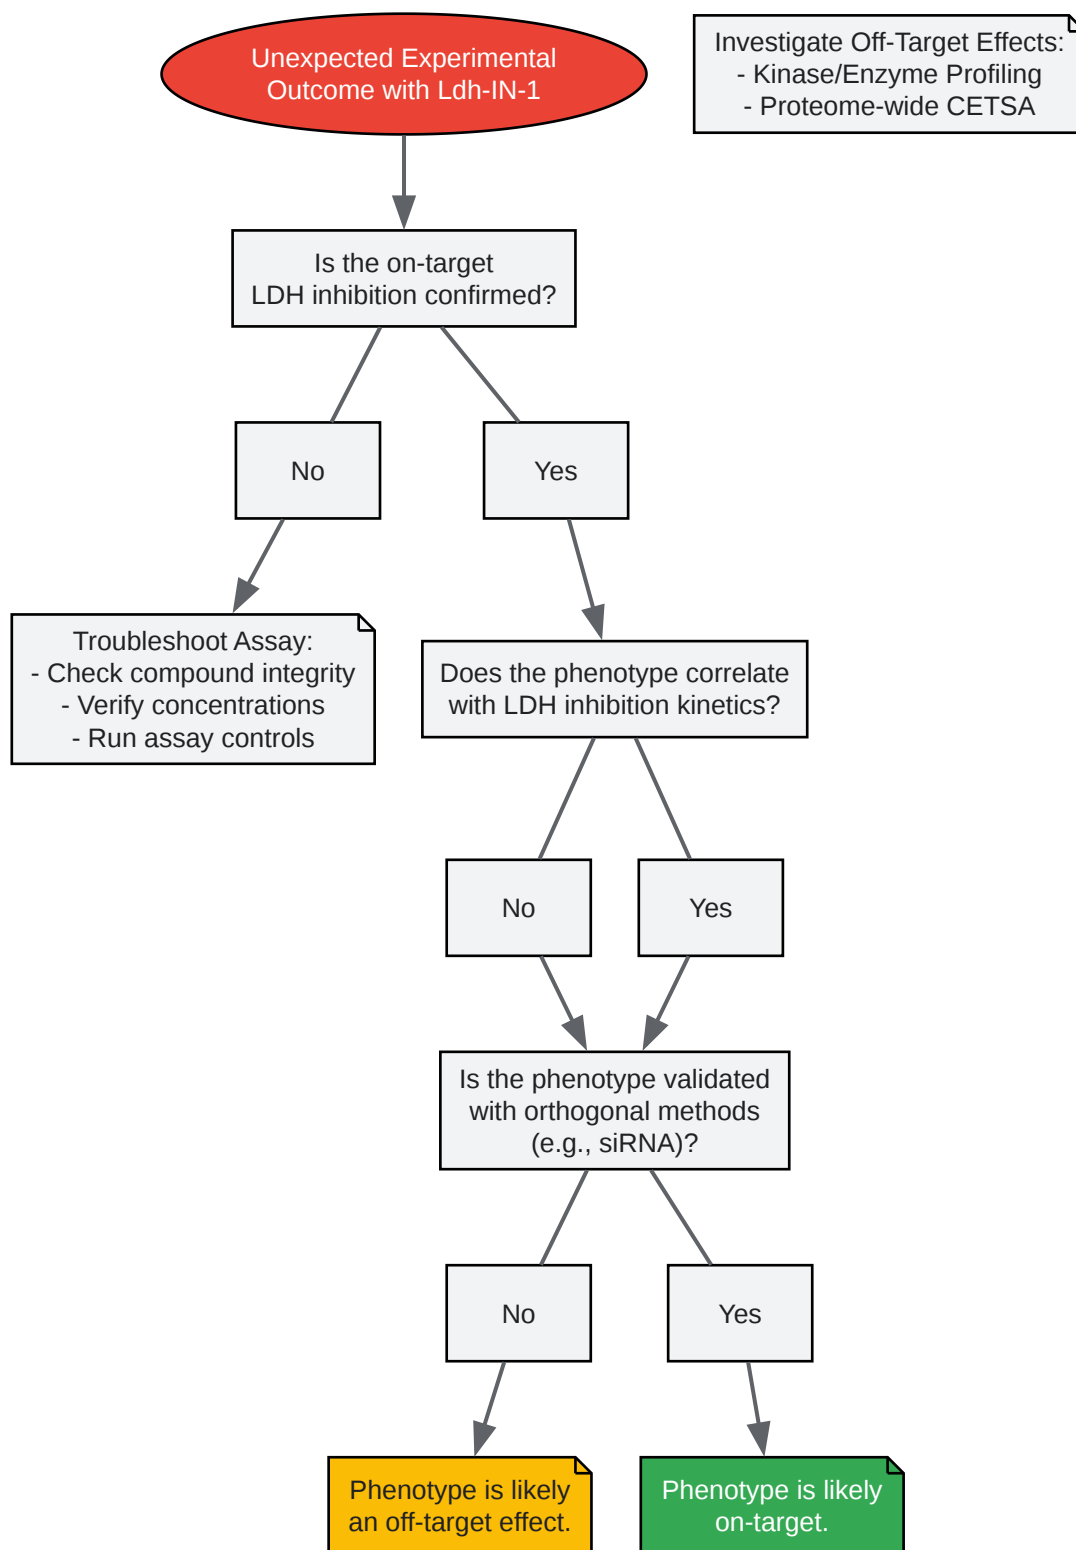 Unexpected Experimental
Outcome with Ldh-IN-1
Investigate Off-Target Effects:
- Kinase/Enzyme Profiling
- Proteome-wide CETSA
Is the on-target
LDH inhibition confirmed?
No
Yes
Troubleshoot Assay:
- Check compound integrity
- Verify concentrations
- Run assay controls
Does the phenotype correlate
with LDH inhibition kinetics?
No
Yes
Is the phenotype validated
with orthogonal methods
(e.g., siRNA)?
No
Yes
Phenotype is likely
an off-target effect.
Phenotype is likely
on-target.